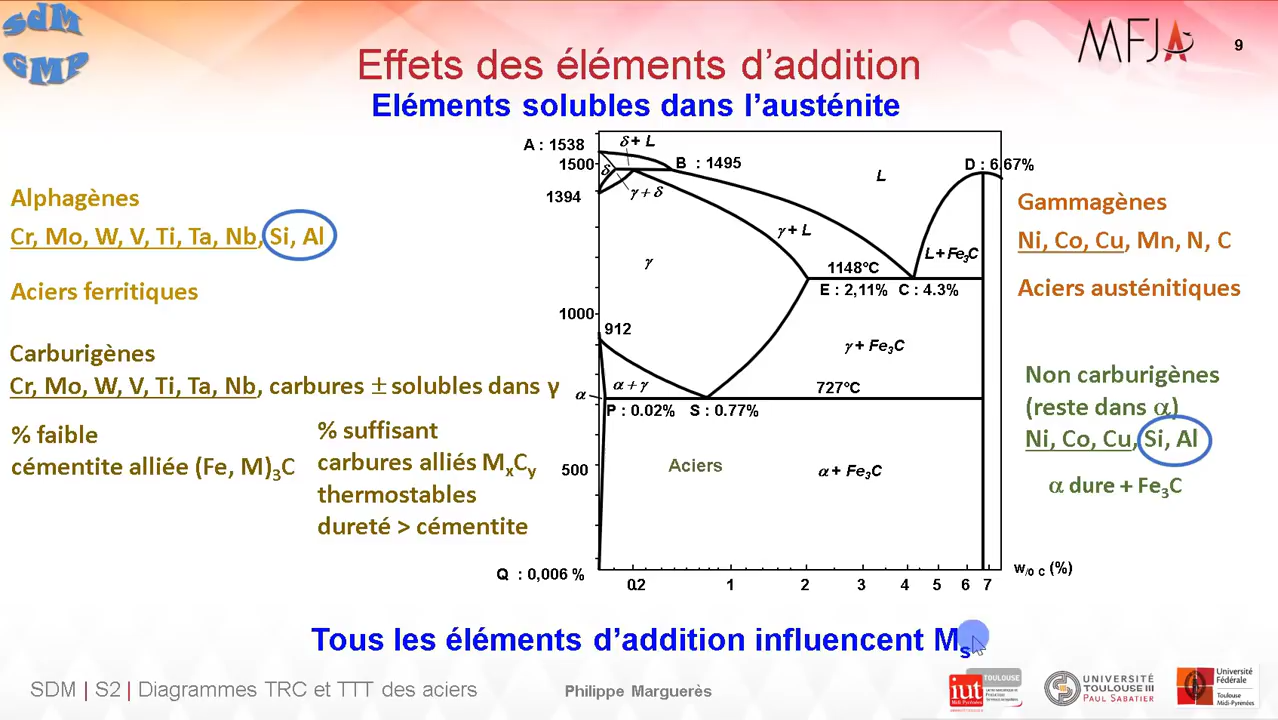 SdM
GMP
MFJA
9
Effets des éléments d’addition
Eléments solubles dans l’austénite
Alphagènes
Cr, Mo, W, V, Ti, Ta, Nb, Si, Al
Aciers ferritiques
Carburigènes
Cr, Mo, W, V, Ti, Ta, Nb, carbures ± solubles dans γ
% faible
cémentite alliée (Fe, M)3C
% suffisant
carbures alliés MxCy
thermostables
dureté > cémentite
A : 1538
δ + L
1500
B : 1495
D : 6,67%
δ
L
1394
γ + δ
γ + L
γ
L + Fe3C
1148°C
E : 2,11% C : 4.3%
1000
912
γ + Fe3C
α + γ
727°C
α
P : 0.02% S : 0.77%
500
Aciers
α + Fe3C
Q : 0,006 %
0.2 1 2 3 4 5 6 7
w/o C (%)
Gammagènes
Ni, Co, Cu, Mn, N, C
Aciers austénitiques
Non carburigènes
(reste dans α)
Ni, Co, Cu, Si, Al
α dure + Fe3C
Tous les éléments d’addition influencent Ms
SDM | S2 | Diagrammes TRC et TTT des aciers
Philippe Marguerès
iut
TOULOUSE
UNIVERSITÉ
TOULOUSE III
PAUL SABATIER
Université
Fédérale
Toulouse
Midi-Pyrénées